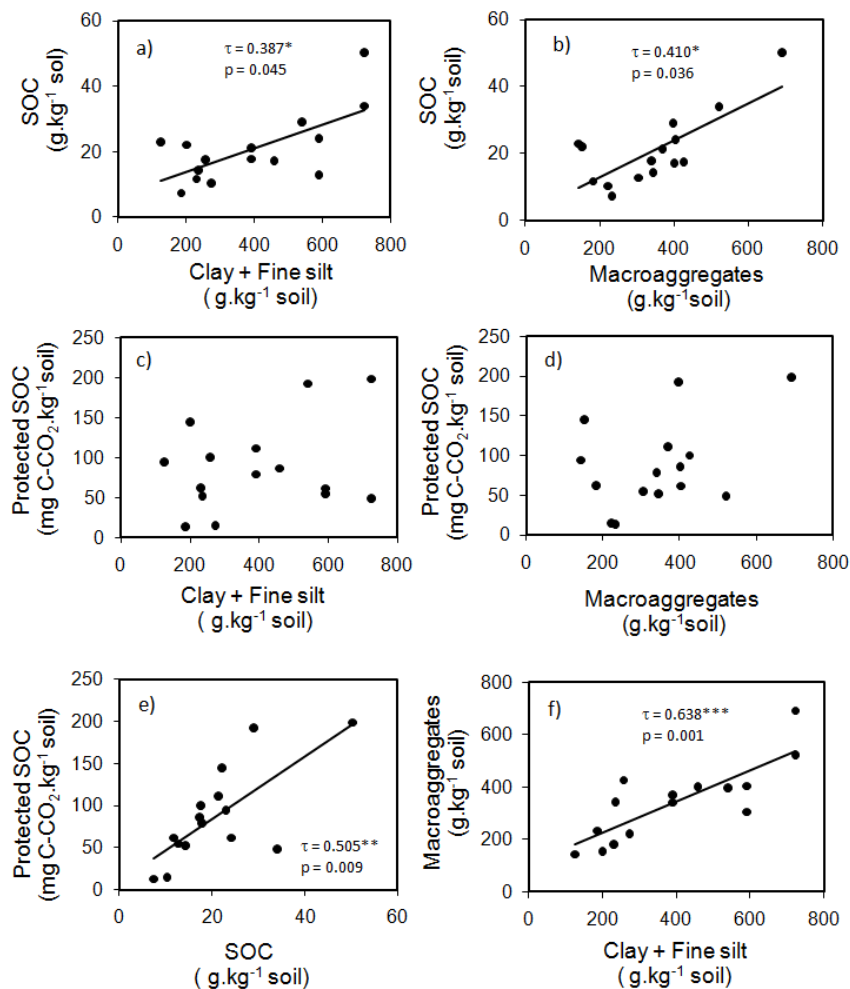 a)
τ = 0.387*
p = 0.045
SOC
(g.kg⁻¹ sol)
60
40
20
0
0 200 400 600 800
Clay + Fine silt
( g.kg⁻¹ soil)
b)
τ = 0.410*
p = 0.036
SOC
(g.kg⁻¹soil)
60
40
20
0
0 200 400 600 800
Macroaggregates
(g.kg⁻¹soil)
c)
Protected SOC
(mg C-CO₂.kg⁻¹ soil)
250
200
150
100
50
0
0 200 400 600 800
Clay + Fine silt
( g.kg⁻¹ soil)
d)
Protected SOC
(mg C-CO₂.kg⁻¹ soil)
250
200
150
100
50
0
0 200 400 600 800
Macroaggregates
(g.kg⁻¹soil)
e)
τ = 0.505**
p = 0.009
Protected SOC
(mg C-CO₂.kg⁻¹ soil)
250
200
150
100
50
0
0 20 40 60
SOC
( g.kg⁻¹ soil)
f)
τ = 0.638***
p = 0.001
Macroaggregates
(g.kg⁻¹ soil)
800
600
400
200
0
0 200 400 600 800
Clay + Fine silt
( g.kg⁻¹ soil)